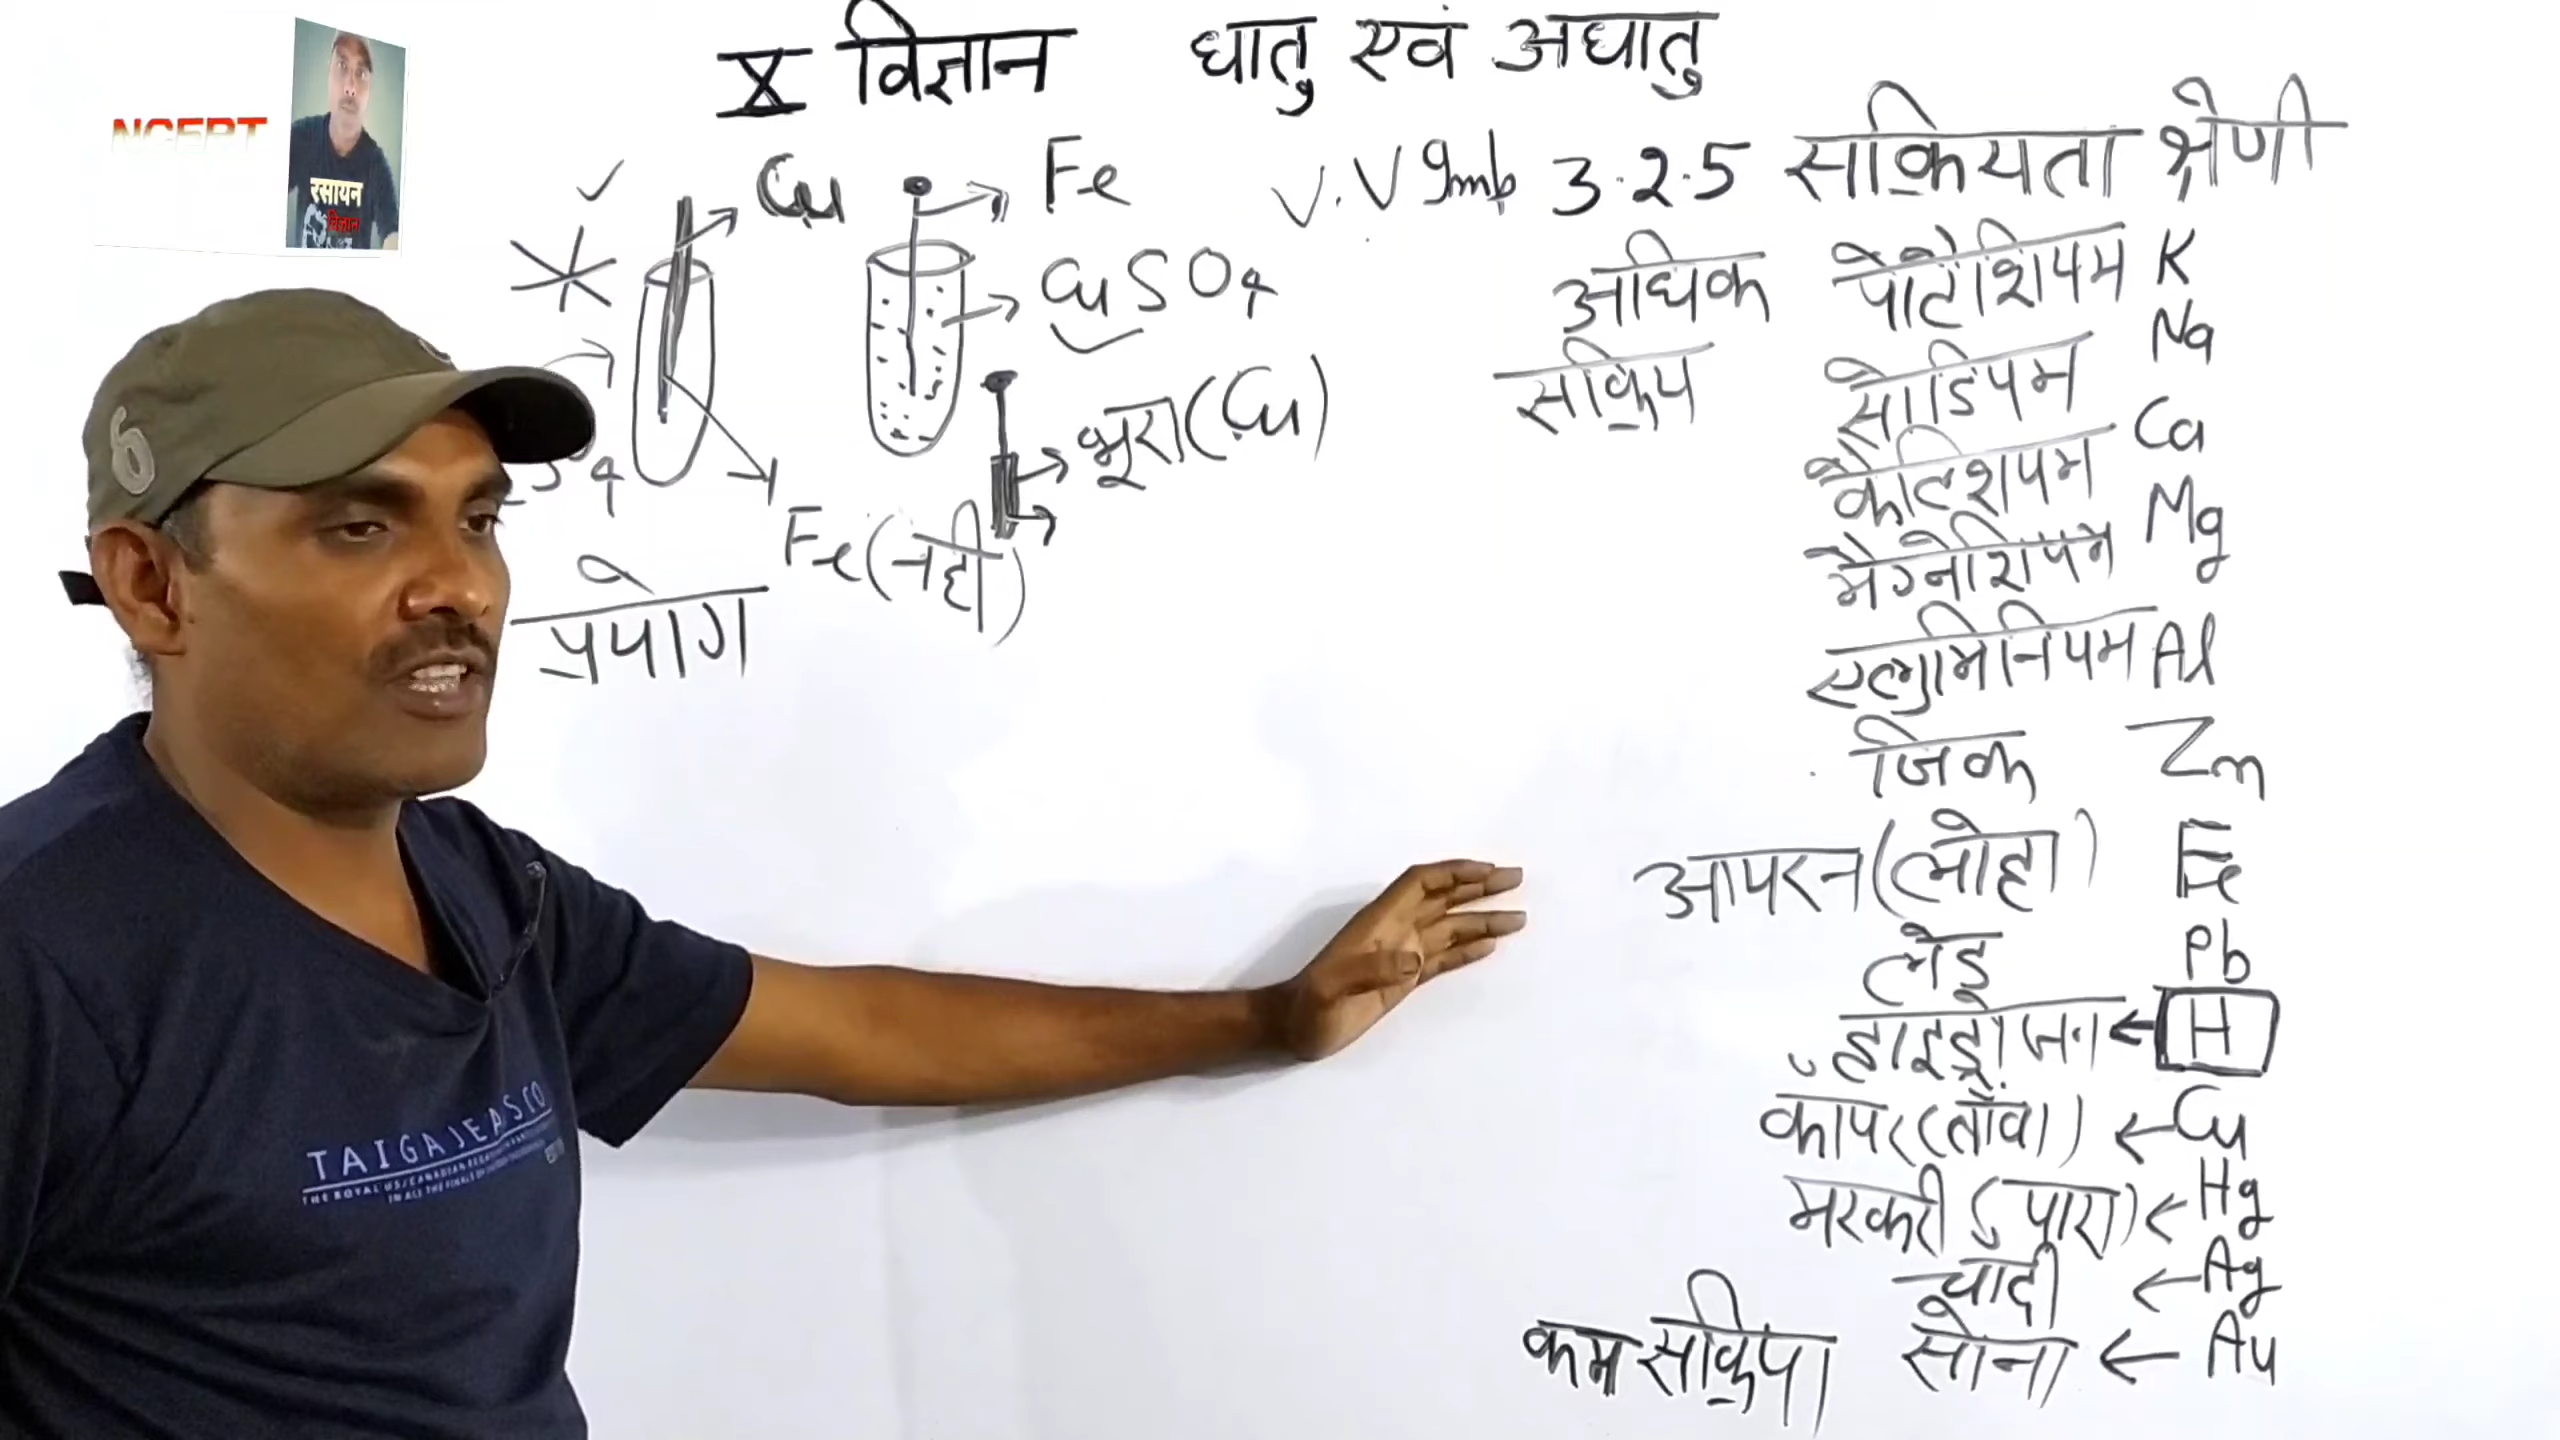 X विज्ञान धातु एवं अधातु
NCERT
रसायन
विज्ञान
Cu
Fe
CuSO4
भूरा (Cu)
Fe (नहीं)
प्रयोग
V.V Imp 3.2.5 सक्रियता श्रेणी
अधिक सक्रिय
पोटैशियम K
सोडियम Na
कैल्शियम Ca
मैग्नेशियम Mg
एल्युमिनियम Al
जिंक Zn
आयरन (लोहा) Fe
लेड Pb
हाइड्रोजन ← H
कॉपर (ताँबा) ← Cu
मरकरी (पारा) ← Hg
चांदी ← Ag
कम सक्रिय सोना ← Au
6
TAIGA JEANS CO